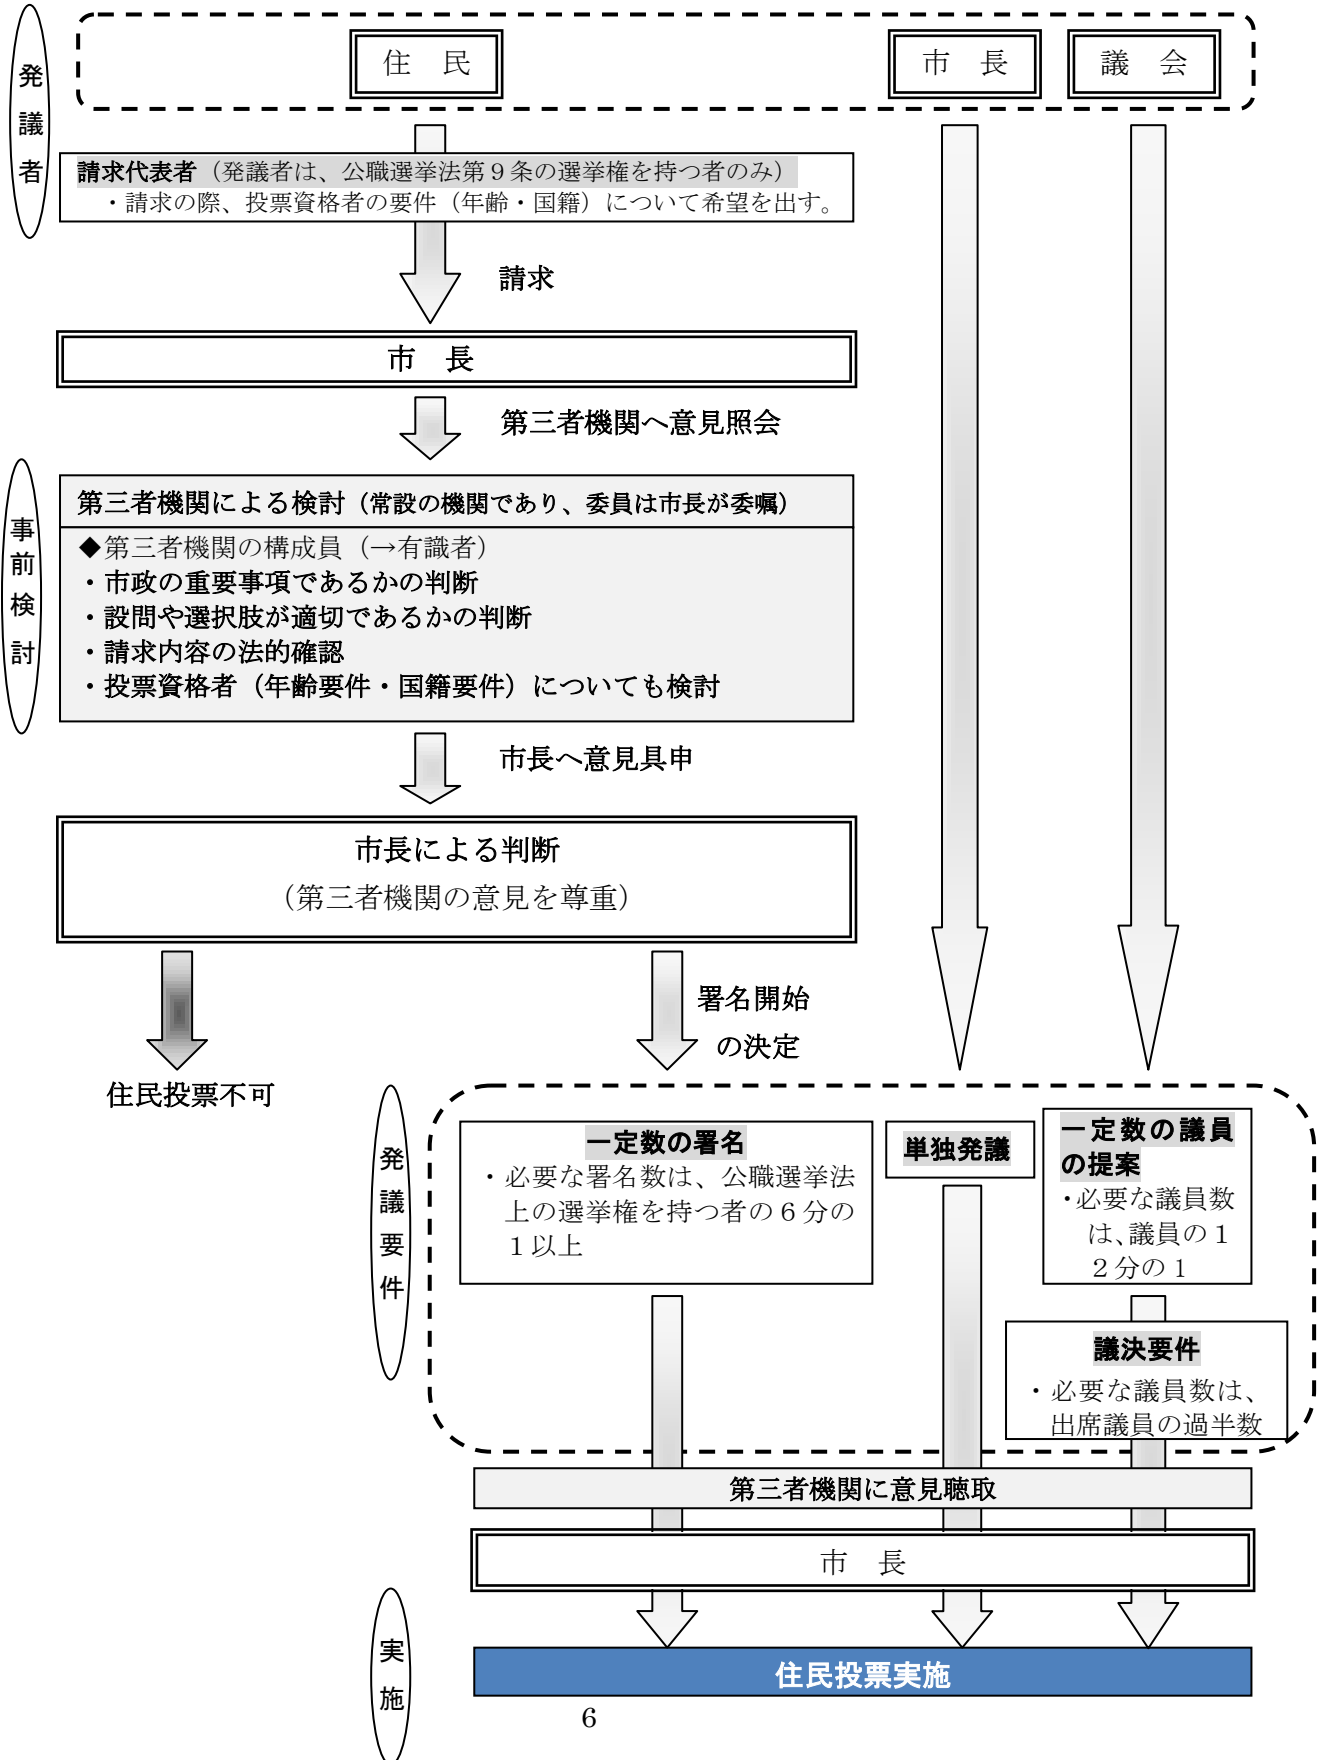 発議者
住　民
市　長
議　会
請求代表者（発議者は、公職選挙法第９条の選挙権を持つ者のみ）
・請求の際、投票資格者の要件（年齢・国籍）について希望を出す。
請求
市　長
第三者機関へ意見照会
事前検討
第三者機関による検討（常設の機関であり、委員は市長が委嘱）
◆第三者機関の構成員（→有識者）
・市政の重要事項であるかの判断
・設問や選択肢が適切であるかの判断
・請求内容の法的確認
・投票資格者（年齢要件・国籍要件）についても検討
市長へ意見具申
市長による判断
（第三者機関の意見を尊重）
署名開始
の決定
住民投票不可
発議要件
一定数の署名
・必要な署名数は、公職選挙法
上の選挙権を持つ者の６分の
１以上
単独発議
一定数の議員
の提案
・必要な議員数
は、議員の１
２分の１
議決要件
・必要な議員数は、
出席議員の過半数
第三者機関に意見聴取
市　長
実施
住民投票実施
6